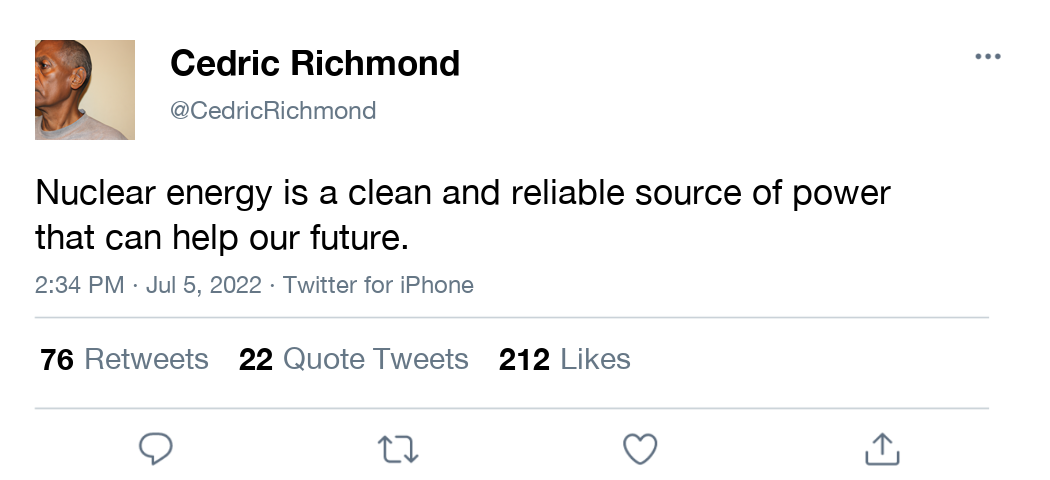 Cedric Richmond
@CedricRichmond
Nuclear energy is a clean and reliable source of power
that can help our future.
2:34 PM · Jul 5, 2022 · Twitter for iPhone
76 Retweets 22 Quote Tweets 212 Likes